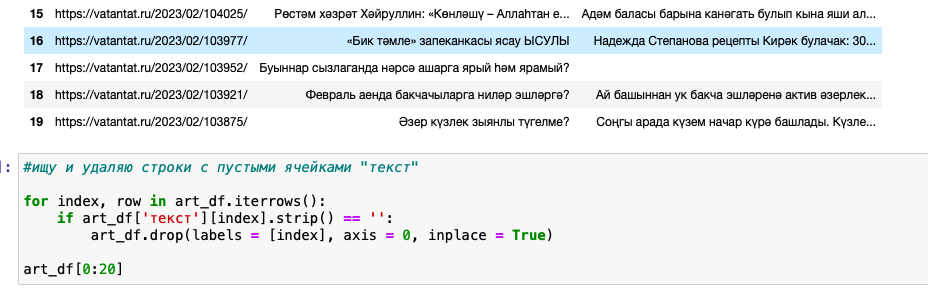 15 https://vatantat.ru/2023/02/104025/ Рөстәм хәзрәт Хәйруллин: «Көнләшү – Аллаһтан е... Адәм баласы барына канәгать булып кына яши ал...
16 https://vatantat.ru/2023/02/103977/ «Бик тәмле» запеканкасы ясау ЫСУЛЫ Надежда Степанова рецепты Кирәк булачак: 30...
17 https://vatantat.ru/2023/02/103952/ Буыннар сызлаганда нәрсә ашарга ярый һәм ярамый?
18 https://vatantat.ru/2023/02/103921/ Февраль аенда бакчачыларга ниләр эшләргә? Ай башыннан ук бакча эшләренә актив әзерлек...
19 https://vatantat.ru/2023/02/103875/ Әзер күзлек зыянлы түгелме? Соңгы арада күзем начар күрә башлады. Күзле...
]: #ищу и удаляю строки с пустыми ячейками "текст"
for index, row in art_df.iterrows():
    if art_df['текст'][index].strip() == '':
        art_df.drop(labels = [index], axis = 0, inplace = True)
art_df[0:20]